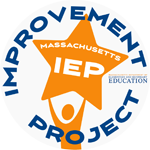 IMPROVEMENT
MASSACHUSETTS
IEP
EDUCATION
PROJECT